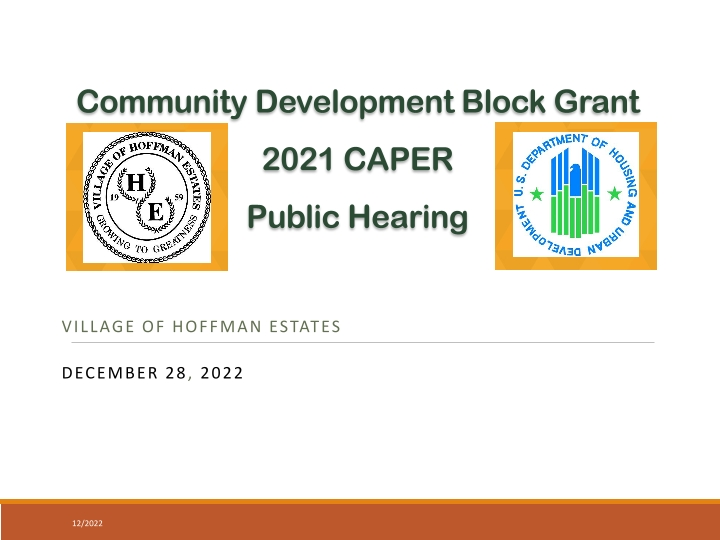 Community Development Block Grant
2021 CAPER
Public Hearing
VILLAGE OF HOFFMAN ESTATES
19 H E 59
GROWING TO GREATNESS
U. S. DEPARTMENT OF HOUSING AND URBAN DEVELOPMENT
VILLAGE OF HOFFMAN ESTATES
DECEMBER 28, 2022
12/2022